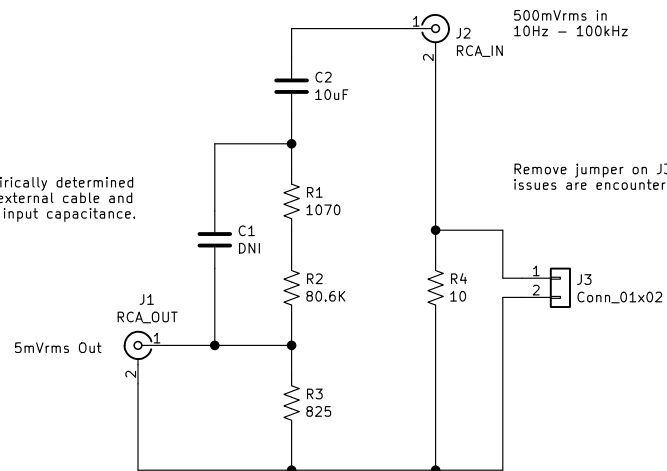 500mVrms in
10Hz – 100kHz
1
J2
RCA_IN
2
C2
10uF
irically determined
external cable and
input capacitance.
Remove jumper on J3
issues are encounter
R1
1070
C1
DNI
R2
80.6K
R4
10
1
2
J3
Conn_01x02
J1
RCA_OUT
1
5mVrms Out
2
R3
825